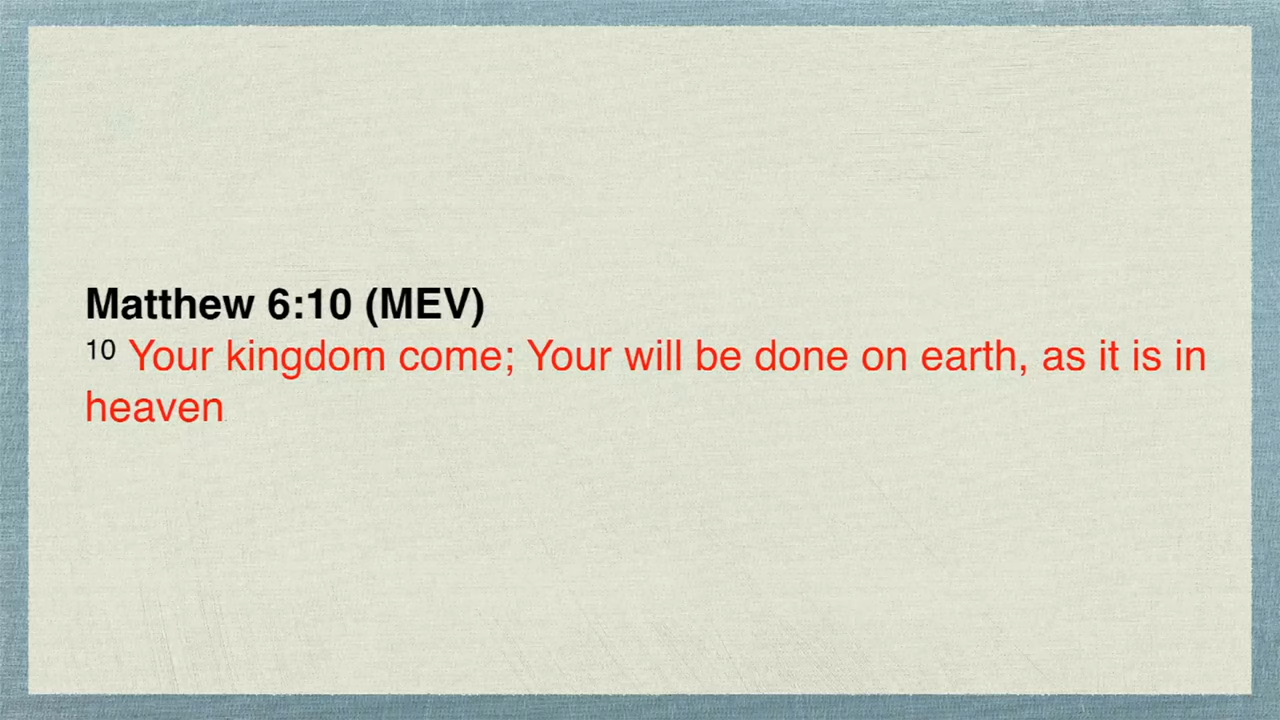 Matthew 6:10 (MEV)
10 Your kingdom come; Your will be done on earth, as it is in
heaven